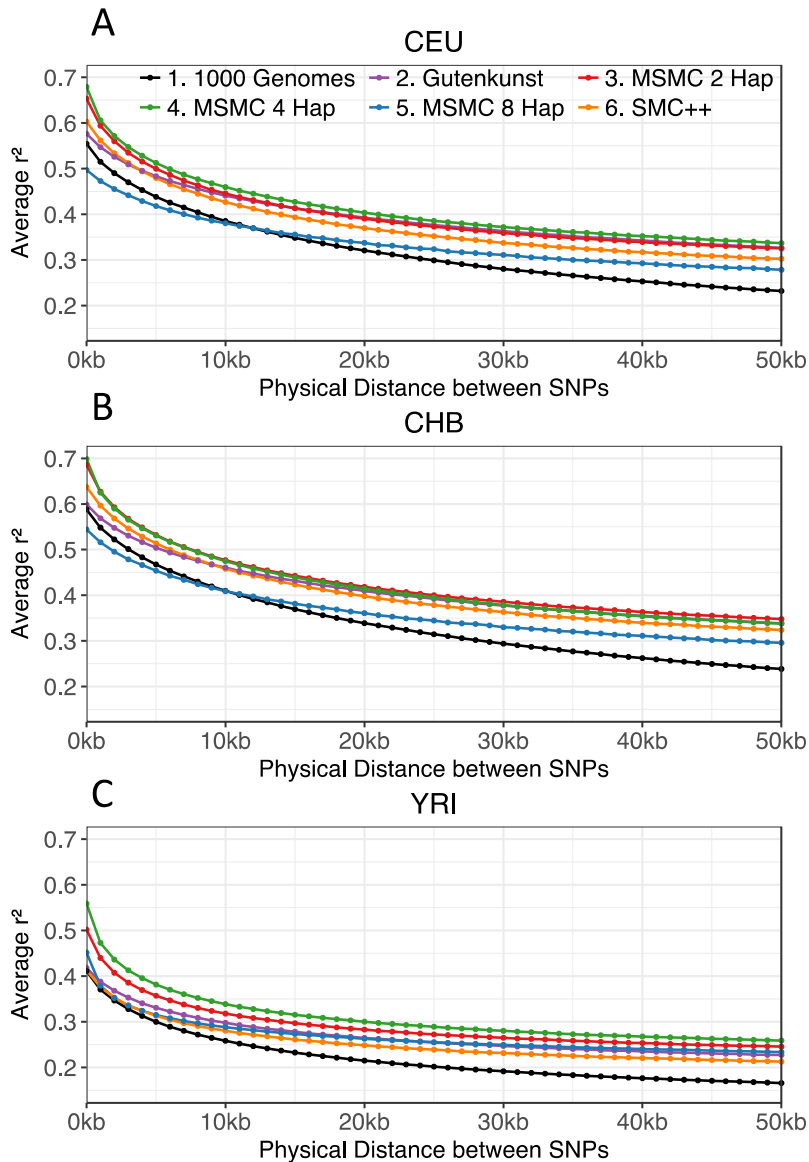 A
CEU
1. 1000 Genomes 2. Gutenkunst 3. MSMC 2 Hap
4. MSMC 4 Hap 5. MSMC 8 Hap 6. SMC++
Average r²
0.7
0.6
0.5
0.4
0.3
0.2
0kb 10kb 20kb 30kb 40kb 50kb
Physical Distance between SNPs
B
CHB
Average r²
0.7
0.6
0.5
0.4
0.3
0.2
0kb 10kb 20kb 30kb 40kb 50kb
Physical Distance between SNPs
C
YRI
Average r²
0.7
0.6
0.5
0.4
0.3
0.2
0kb 10kb 20kb 30kb 40kb 50kb
Physical Distance between SNPs